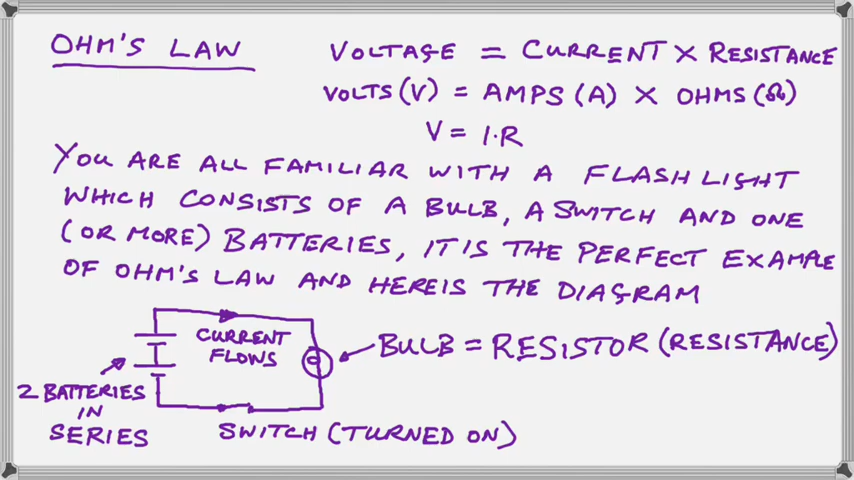 OHM'S LAW
VOLTAGE = CURRENT X RESISTANCE
VOLTS (V) = AMPS (A) X OHMS (Ω)
V = I.R
YOU ARE ALL FAMILIAR WITH A FLASHLIGHT
WHICH CONSISTS OF A BULB, A SWITCH AND ONE
(OR MORE) BATTERIES, IT IS THE PERFECT EXAMPLE
OF OHM'S LAW AND HERE IS THE DIAGRAM
CURRENT
FLOWS
BULB = RESISTOR (RESISTANCE)
2 BATTERIES
IN
SERIES
SWITCH (TURNED ON)